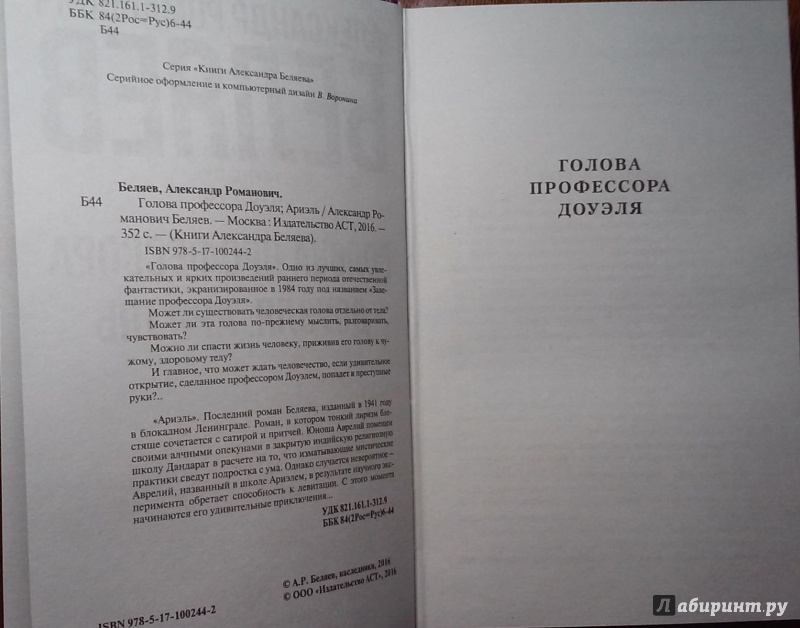 УДК 821.161.1-312.9
ББК 84(2Рос=Рус)6-44
Б44
Серия «Книги Александра Беляева»
Серийное оформление и компьютерный дизайн В. Воронина
Беляев, Александр Романович.
Б44 Голова профессора Доуэля; Ариэль / Александр Ро-
манович Беляев. — Москва : Издательство АСТ, 2016. —
352 с. — (Книги Александра Беляева).
ISBN 978-5-17-100244-2
«Голова профессора Доуэля». Одно из лучших, самых увле-
кательных и ярких произведений раннего периода отечественной
фантастики, экранизированное в 1984 году под названием «Заве-
щание профессора Доуэля».
Может ли существовать человеческая голова отдельно от тела?
Может ли эта голова по-прежнему мыслить, разговаривать,
чувствовать?
Можно ли спасти жизнь человеку, приживив его голову к чу-
жому, здоровому телу?
И главное, что может ждать человечество, если удивительное
открытие, сделанное профессором Доуэлем, попадет в преступные
руки?..
«Ариэль». Последний роман Беляева, изданный в 1941 году
в блокадном Ленинграде. Роман, в котором тонкий лиризм бле-
стяще сочетается с сатирой и притчей. Юноша Аврелий помещен
своими алчными опекунами в закрытую индийскую религиозную
школу Дандарат в расчете на то, что изматывающие мистические
практики сведут подростка с ума. Однако случается невероятное –
Аврелий, названный в школе Ариэлем, в результате научного экс-
перимента обретает способность к левитации. С этого момента
начинаются его удивительные приключения...
УДК 821.161.1-312.9
ББК 84(2Рос=Рус)6-44
© А.Р. Беляев, наследники, 2016
© ООО «Издательство АСТ», 2016
ISBN 978-5-17-100244-2
ГОЛОВА
ПРОФЕССОРА
ДОУЭЛЯ
Лабиринт.ру